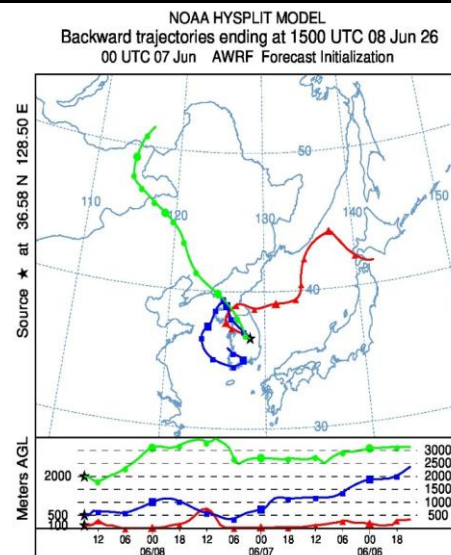 NOAA HYSPLIT MODEL
Backward trajectories ending at 1500 UTC 08 Jun 26
00 UTC 07 Jun AWRF Forecast Initialization
Source ★ at 36.58 N 128.50 E
110
120
130
140
150
50
40
30
Meters AGL
2000
500
100
3000
2500
2000
1500
1000
500
12 06 00 18 12 06 00 18 12 06 00 18
06/08 06/07 06/06